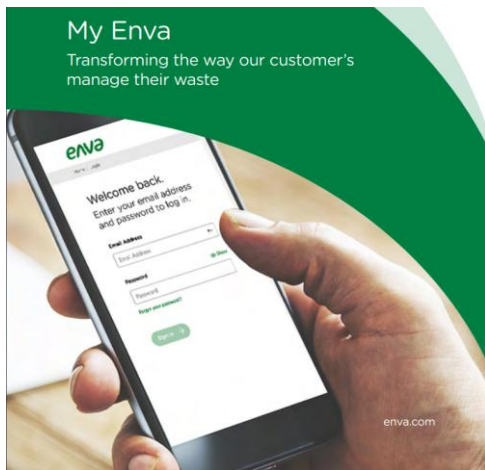 My Enva
Transforming the way our customer's
manage their waste
enva
Welcome back.
Enter your email address
and password to log in.
Email Address
Email Address
Show
Password
Password
Forgot your password?
Sign in
enva.com